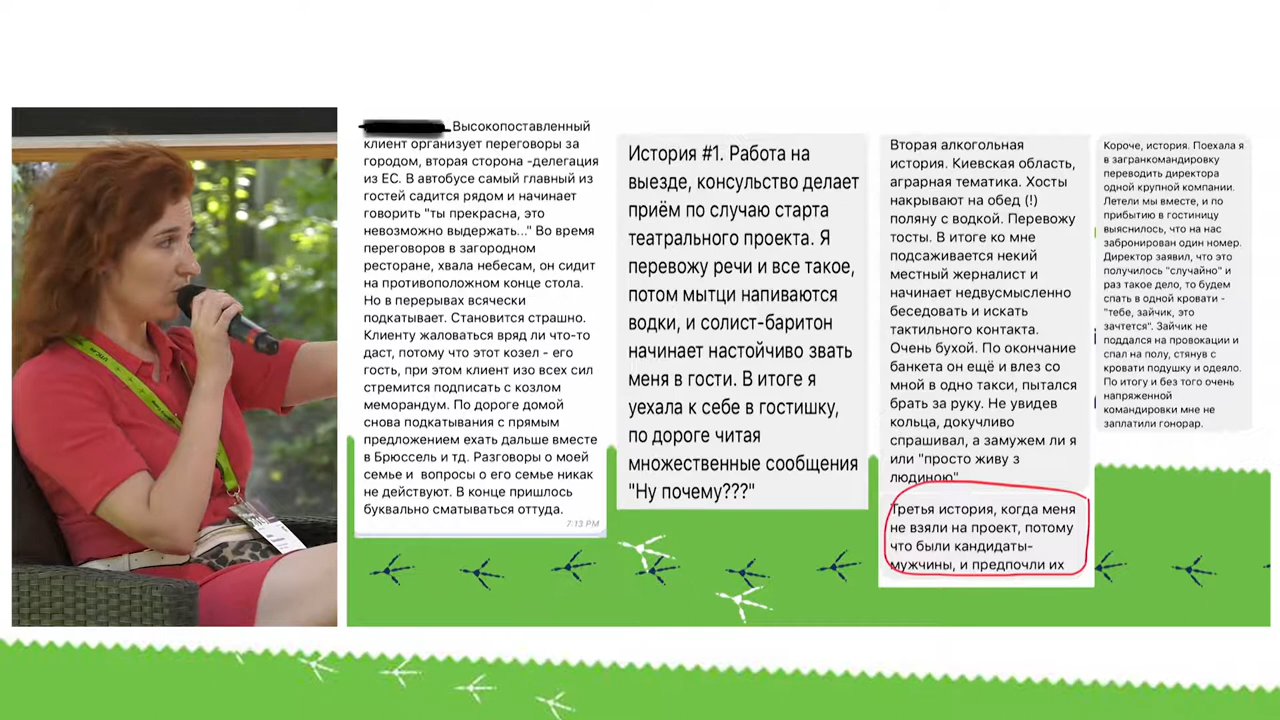 Высокопоставленный
клиент организует переговоры за
городом, вторая сторона -делегация
из ЕС. В автобусе самый главный из
гостей садится рядом и начинает
говорить "ты прекрасна, это
невозможно выдержать..." Во время
переговоров в загородном
ресторане, хвала небесам, он сидит
на противоположном конце стола.
Но в перерывах всячески
подкатывает. Становится страшно.
Клиенту жаловаться вряд ли что-то
даст, потому что этот козел - его
гость, при этом клиент изо всех сил
стремится подписать с козлом
меморандум. По дороге домой
снова подкатывания с прямым
предложением ехать дальше вместе
в Брюссель и тд. Разговоры о моей
семье и вопросы о его семье никак
не действуют. В конце пришлось
буквально сматываться оттуда.
7:13 PM
История #1. Работа на
выезде, консульство делает
приём по случаю старта
театрального проекта. Я
перевожу речи и все такое,
потом мытци напиваются
водки, и солист-баритон
начинает настойчиво звать
меня в гости. В итоге я
уехала к себе в гостишку,
по дороге читая
множественные сообщения
"Ну почему???"
Вторая алкогольная
история. Киевская область,
аграрная тематика. Хосты
накрывают на обед (!)
поляну с водкой. Перевожу
тосты. В итоге ко мне
подсаживается некий
местный жерналист и
начинает недвусмысленно
беседовать и искать
тактильного контакта.
Очень бухой. По окончание
банкета он ещё и влез со
мной в одно такси, пытался
брать за руку. Не увидев
кольца, докучливо
спрашивал, а замужем ли я
или "просто живу з
людиною"
Третья история, когда меня
не взяли на проект, потому
что были кандидаты-
мужчины, и предпочли их
Короче, история. Поехала я
в загранкомандировку
переводить директора
одной крупной компании.
Летели мы вместе, и по
прибытию в гостиницу
выяснилось, что на нас
забронирован один номер.
Директор заявил, что это
получилось "случайно" и
раз такое дело, то будем
спать в одной кровати -
"тебе, зайчик, это
зачтется". Зайчик не
поддался на провокации и
спал на полу, стянув с
кровати подушку и одеяло.
По итогу и без того очень
напряженной
командировки мне не
заплатили гонорар.